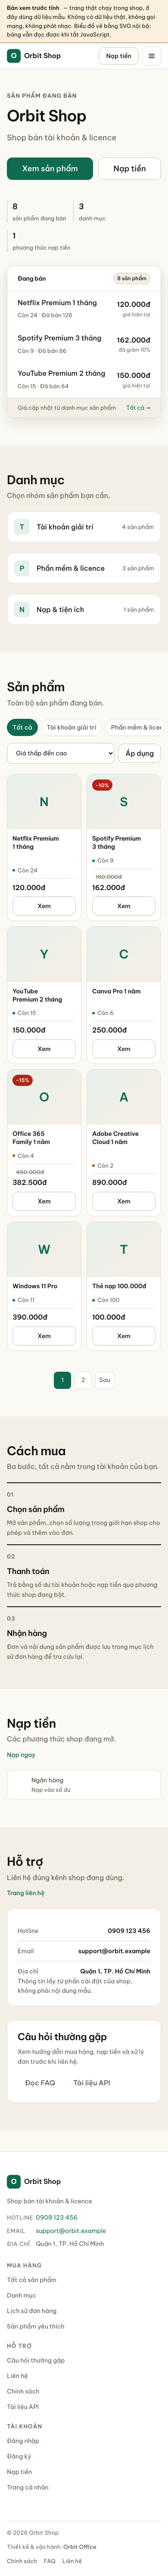 Bản xem trước tĩnh — trang thật chạy trong shop, ở
đây dùng dữ liệu mẫu. Không có dữ liệu thật, không gọi
mạng, không phóng to được. Biểu sắc lưu trong SVG nội bộ;
không vẫn đọc được khi tắt JavaScript.
O Orbit Shop
Nạp tiền
SẢN PHẨM ĐANG BÁN
Orbit Shop
Shop bán tài khoản & licence
Xem sản phẩm
Nạp tiền
8
sản phẩm đang bán
3
danh mục
1
phương thức nạp tiền
Đang bán
8 sản phẩm
Netflix Premium 1 tháng
120.000đ
Còn 24 · Đã bán 128
giá hiện tại
Spotify Premium 3 tháng
162.000đ
Còn 9 · Đã bán 86
đã giảm 10%
YouTube Premium 2 tháng
150.000đ
Còn 15 · Đã bán 64
giá hiện tại
Giá cập nhật từ danh mục sản phẩm
Tất cả →
Danh mục
Chọn nhóm sản phẩm bạn cần.
T Tài khoản giải trí 4 sản phẩm
P Phần mềm & licence 3 sản phẩm
N Nạp & tiện ích 1 sản phẩm
Sản phẩm
Toàn bộ sản phẩm đang bán.
Tất cả
Tài khoản giải trí
Phần mềm & licen
Giá thấp đến cao
Áp dụng
N
Netflix Premium
1 tháng
Còn 24
120.000đ
Xem
-10%
S
Spotify Premium
3 tháng
Còn 9
180.000đ
162.000đ
Xem
Y
YouTube
Premium 2 tháng
Còn 15
150.000đ
Xem
C
Canva Pro 1 năm
Còn 6
250.000đ
Xem
-15%
O
Office 365
Family 1 năm
Còn 4
450.000đ
382.500đ
Xem
A
Adobe Creative
Cloud 1 năm
Còn 2
890.000đ
Xem
W
Windows 11 Pro
Còn 11
390.000đ
Xem
T
Thẻ nạp 100.000đ
Còn 100
100.000đ
Xem
1
2
Sau
Cách mua
Ba bước, tất cả nằm trong tài khoản của bạn.
01
Chọn sản phẩm
Mở sản phẩm, chọn số lượng trong giới hạn shop cho
phép và thêm vào đơn.
02
Thanh toán
Trả bằng số dư tài khoản hoặc nạp tiền qua phương
thức shop đang bật.
03
Nhận hàng
Đơn và nội dung sản phẩm được lưu trong mục lịch
sử đơn hàng để tra cứu lại.
Nạp tiền
Các phương thức shop đang mở.
Nạp ngay
Ngân hàng
Nạp vào số dư
Hỗ trợ
Liên hệ đúng kênh shop đang dùng.
Trang liên hệ
Hotline 0909 123 456
Email support@orbit.example
Địa chỉ Quận 1, TP. Hồ Chí Minh
Thông tin lấy từ phần cài đặt của shop,
không phải nội dung mẫu.
Câu hỏi thường gặp
Xem hướng dẫn mua hàng, nạp tiền và xử lý
đơn trước khi liên hệ.
Đọc FAQ
Tài liệu API
O Orbit Shop
Shop bán tài khoản & licence
HOTLINE 0909 123 456
EMAIL support@orbit.example
ĐỊA CHỈ Quận 1, TP. Hồ Chí Minh
MUA HÀNG
Tất cả sản phẩm
Danh mục
Lịch sử đơn hàng
Sản phẩm yêu thích
HỖ TRỢ
Câu hỏi thường gặp
Liên hệ
Chính sách
Tài liệu API
TÀI KHOẢN
Đăng nhập
Đăng ký
Nạp tiền
Trang cá nhân
© 2026 Orbit Shop
Thiết kế & vận hành: Orbit Office
Chính sách FAQ Liên hệ